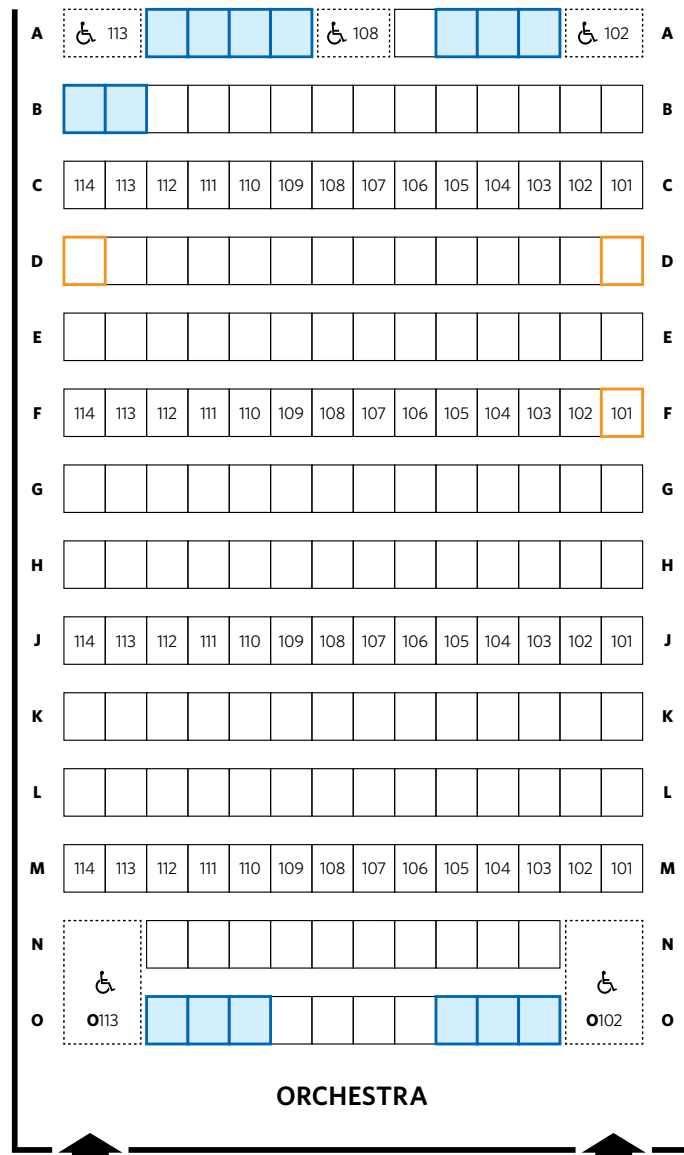 A 113 108 102 A
B B
C 114 113 112 111 110 109 108 107 106 105 104 103 102 101 C
D D
E E
F 114 113 112 111 110 109 108 107 106 105 104 103 102 101 F
G G
H H
J 114 113 112 111 110 109 108 107 106 105 104 103 102 101 J
K K
L L
M 114 113 112 111 110 109 108 107 106 105 104 103 102 101 M
N N
O O113 O102 O
ORCHESTRA